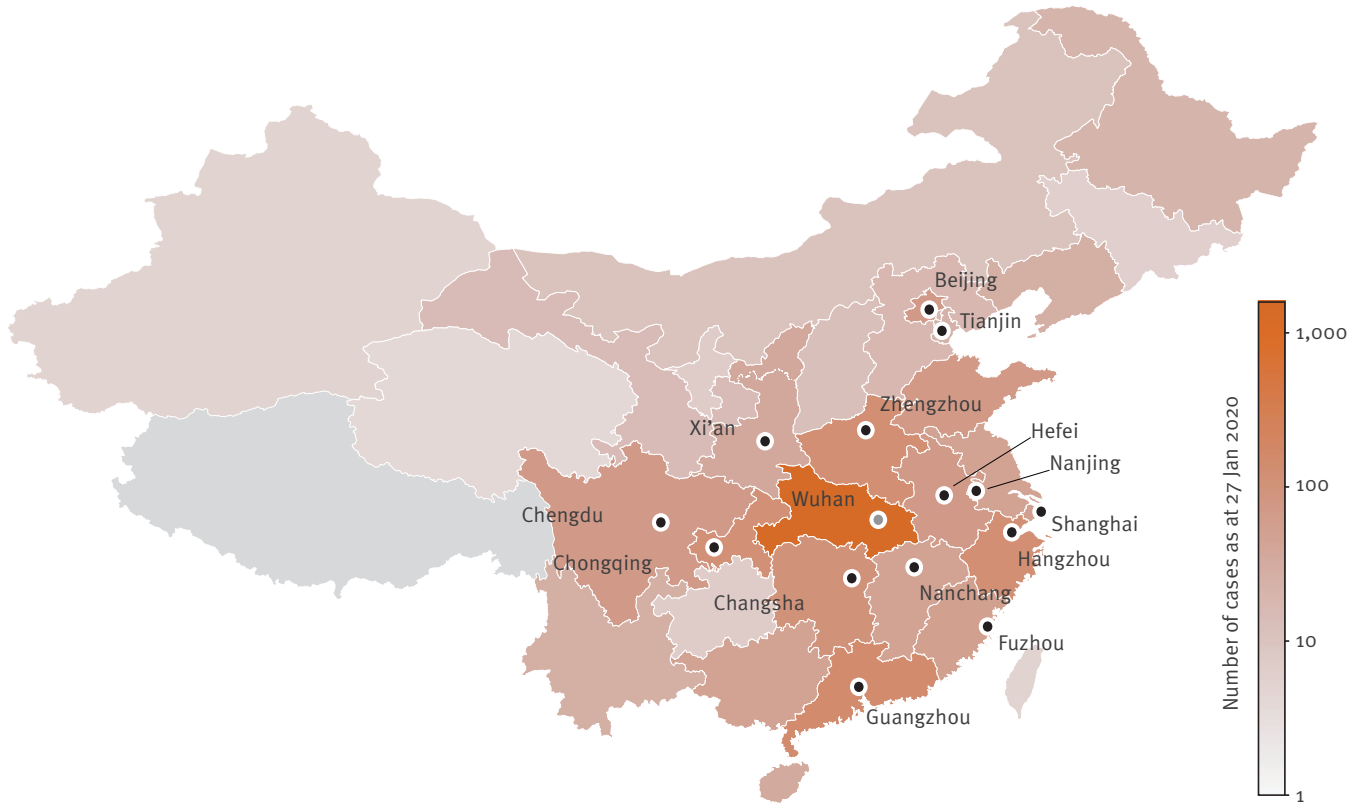 Beijing
Tianjin
Zhengzhou
Xi’an
Hefei
Nanjing
Wuhan
Chengdu
Shanghai
Hangzhou
Chongqing
Changsha
Nanchang
Fuzhou
Guangzhou
Number of cases as at 27 Jan 2020
1,000
100
10
1